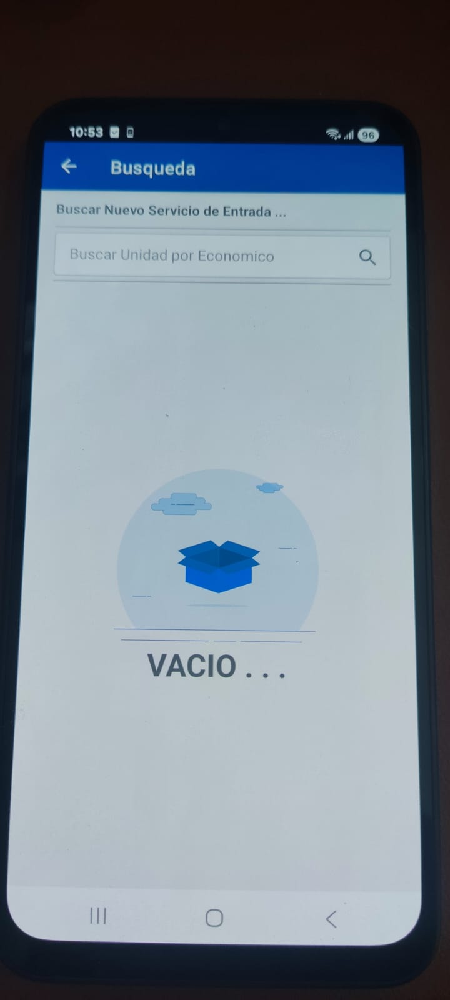 10:53
96
Busqueda
Buscar Nuevo Servicio de Entrada ...
Buscar Unidad por Economico
VACIO . . .